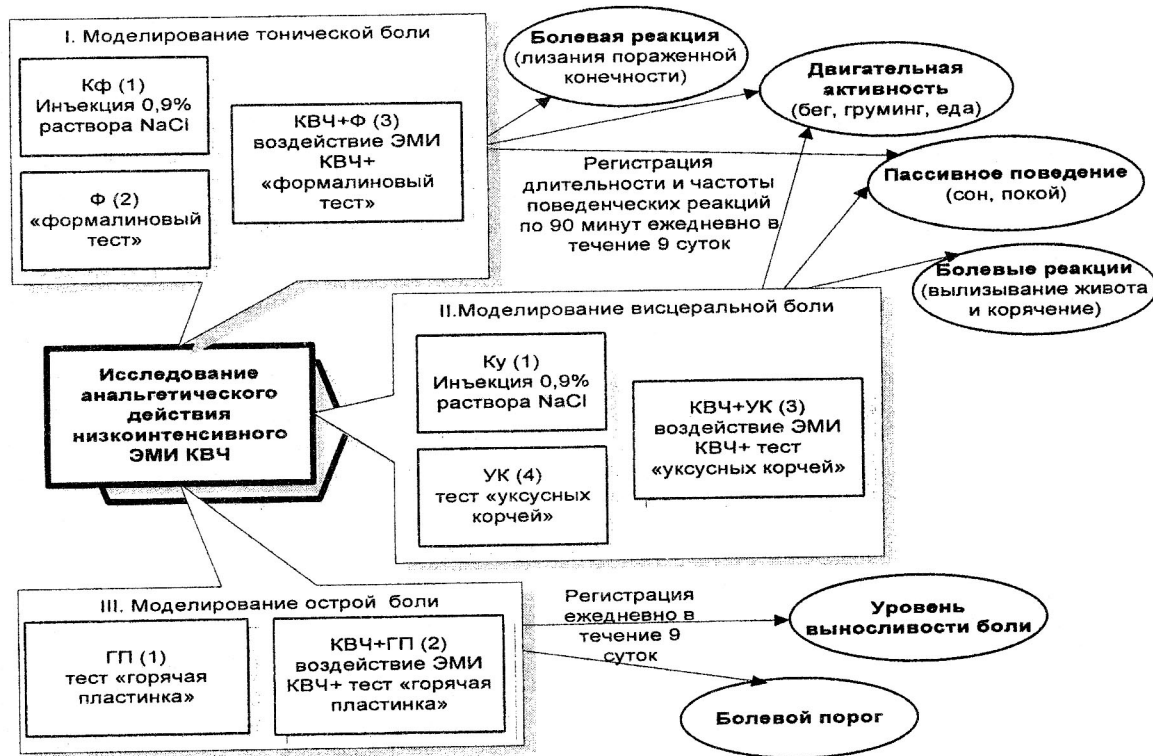 I. Моделирование тонической боли
Кф (1)
Инъекция 0,9%
раствора NaCl
Ф (2)
«формалиновый
тест»
КВЧ+Ф (3)
воздействие ЭМИ
КВЧ+
«формалиновый
тест»
Болевая реакция
(лизания пораженной
конечности)
Двигательная
активность
(бег, груминг, еда)
Регистрация
длительности и частоты
поведенческих реакций
по 90 минут ежедневно в
течение 9 суток
Пассивное поведение
(сон, покой)
Болевые реакции
(вылизывание живота
и корячение)
II.Моделирование висцеральной боли
Ку (1)
Инъекция 0,9%
раствора NaCl
УК (4)
тест «уксусных
корчей»
КВЧ+УК (3)
воздействие ЭМИ
КВЧ+ тест
«уксусных корчей»
Исследование
анальгетического
действия
низкоинтенсивного
ЭМИ КВЧ
III. Моделирование острой боли
ГП (1)
тест «горячая
пластинка»
КВЧ+ГП (2)
воздействие ЭМИ
КВЧ+ тест «горячая
пластинка»
Регистрация
ежедневно в
течение 9
суток
Уровень
выносливости боли
Болевой порог